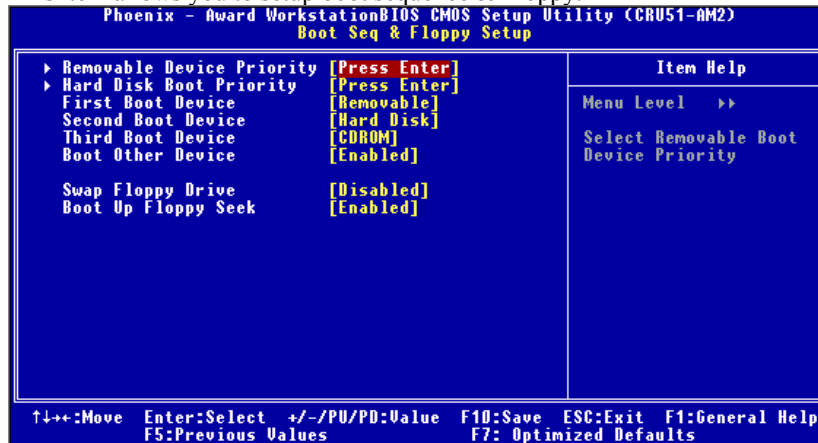 Phoenix - Award WorkstationBIOS CMOS Setup Utility (CRU51-AM2)
Boot Seq & Floppy Setup
▸ Removable Device Priority [Press Enter]
▸ Hard Disk Boot Priority [Press Enter]
First Boot Device [Removable]
Second Boot Device [Hard Disk]
Third Boot Device [CDROM]
Boot Other Device [Enabled]
Swap Floppy Drive [Disabled]
Boot Up Floppy Seek [Enabled]
Item Help
Menu Level ▸▸
Select Removable Boot
Device Priority
↑↓→←:Move Enter:Select +/-/PU/PD:Value F10:Save ESC:Exit F1:General Help
F5:Previous Values F7: Optimized Defaults